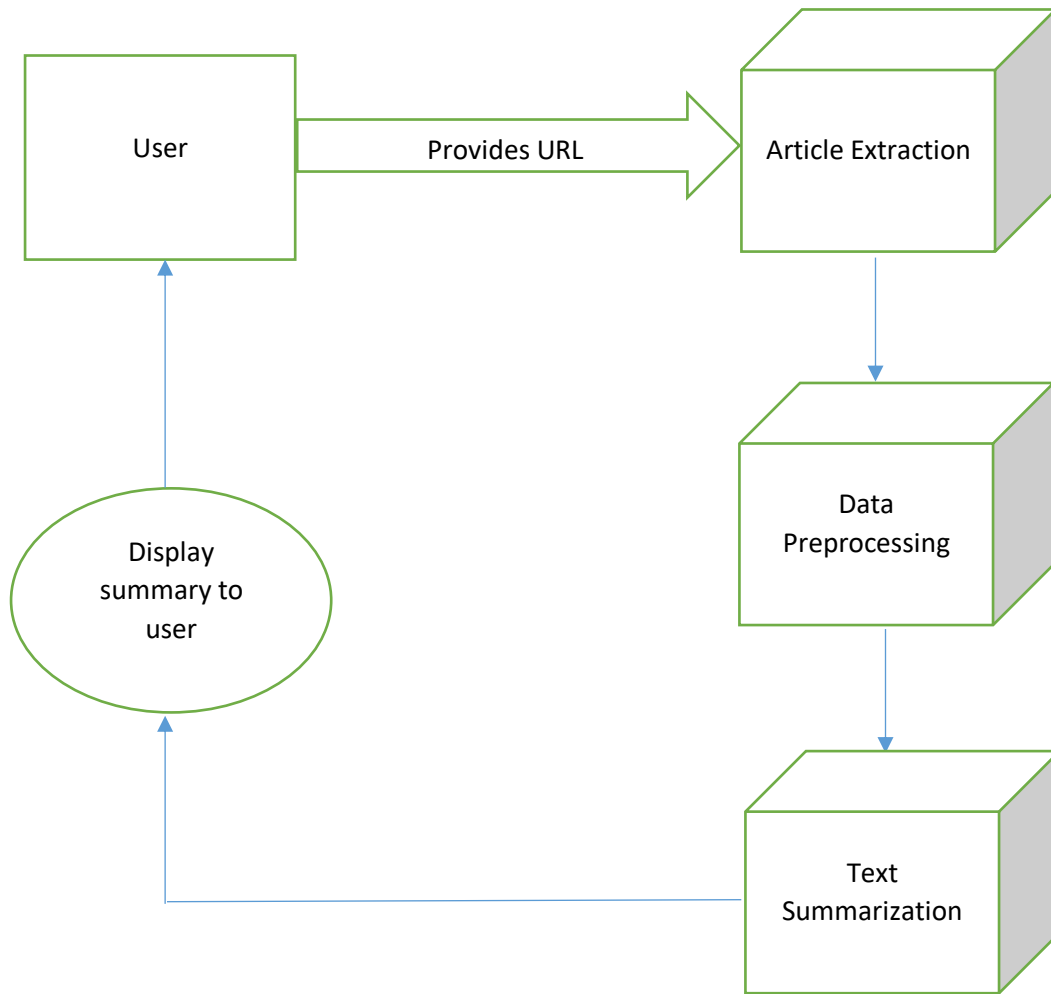 User
Provides URL
Article Extraction
Data
Preprocessing
Display
summary to
user
Text
Summarization